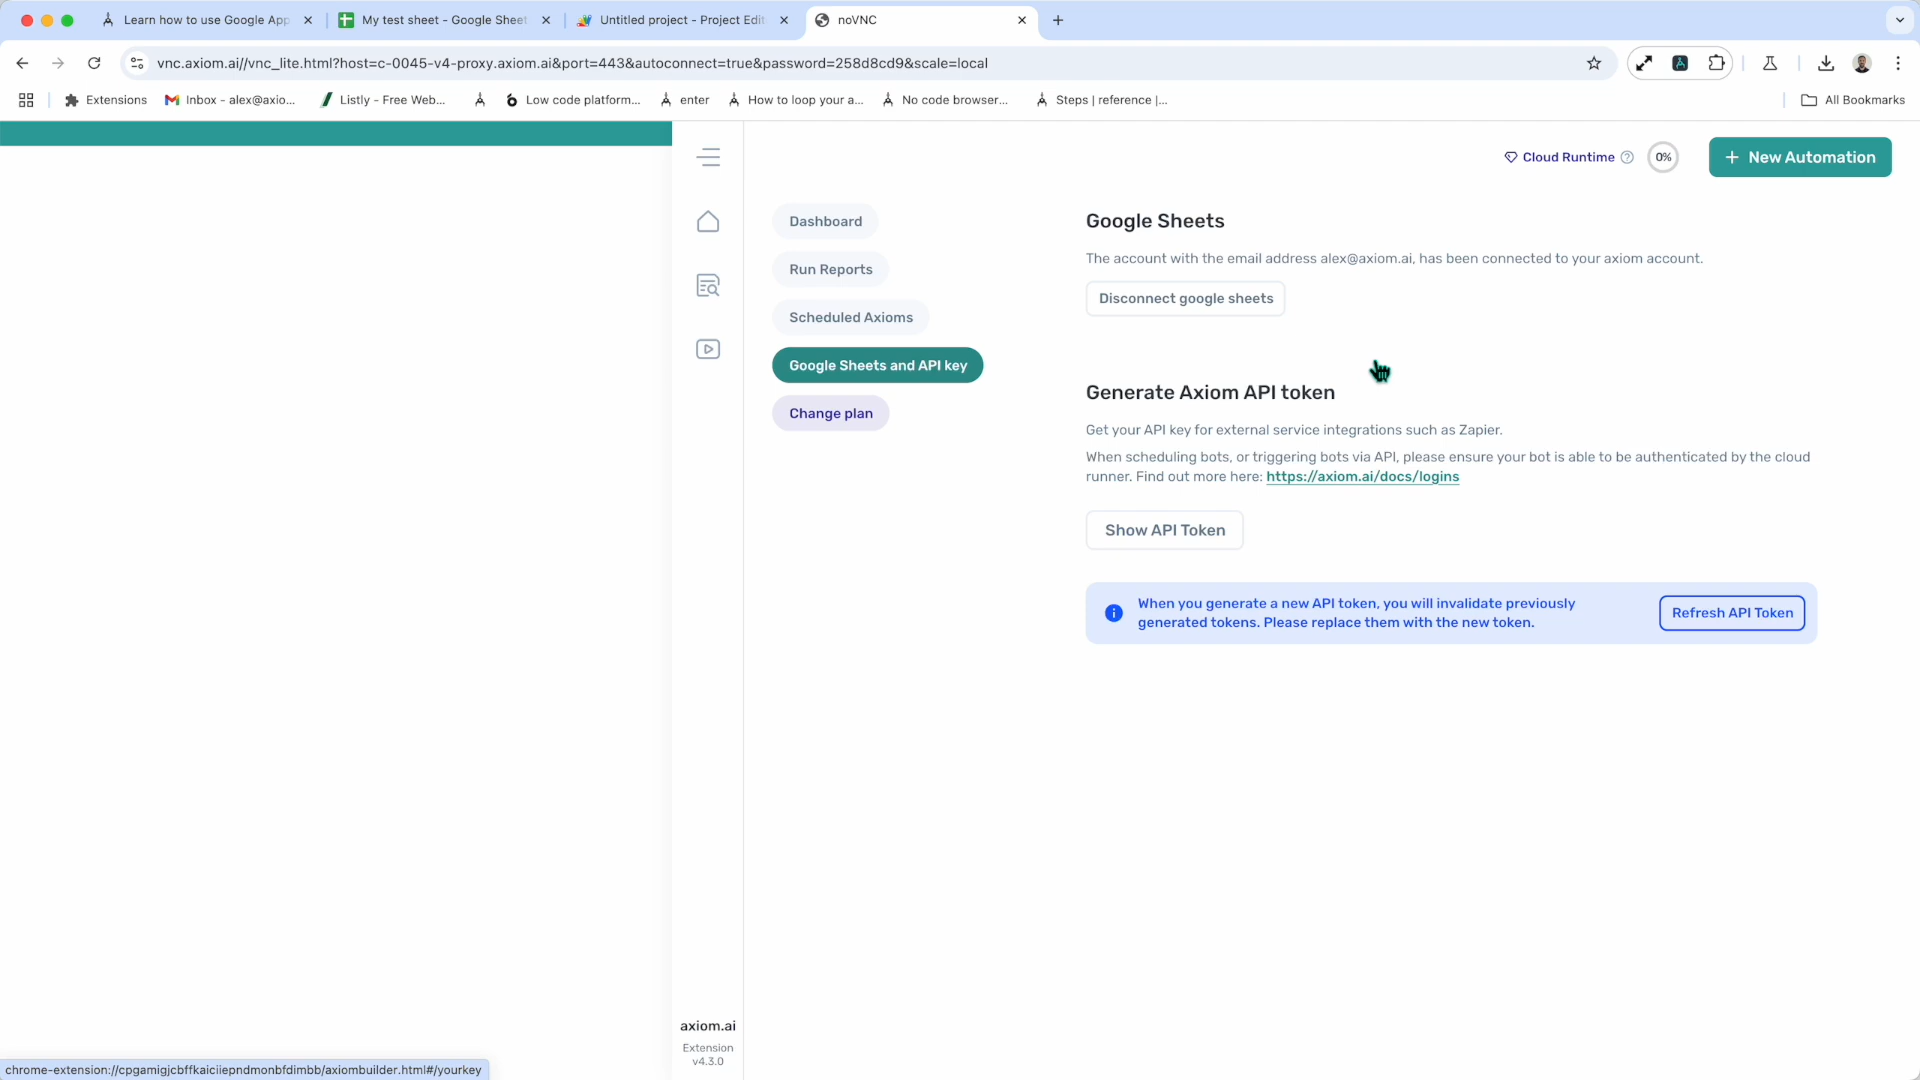 Learn how to use Google App
My test sheet - Google Sheet
Untitled project - Project Edit
noVNC
vnc.axiom.ai//vnc_lite.html?host=c-0045-v4-proxy.axiom.ai&port=443&autoconnect=true&password=258d8cd9&scale=local
Extensions
Inbox - alex@axio...
Listly - Free Web...
Low code platform...
enter
How to loop your a...
No code browser...
Steps | reference |...
All Bookmarks
Cloud Runtime
0%
+ New Automation
Dashboard
Run Reports
Scheduled Axioms
Google Sheets and API key
Change plan
Google Sheets
The account with the email address alex@axiom.ai, has been connected to your axiom account.
Disconnect google sheets
Generate Axiom API token
Get your API key for external service integrations such as Zapier.
When scheduling bots, or triggering bots via API, please ensure your bot is able to be authenticated by the cloud
runner. Find out more here: https://axiom.ai/docs/logins
Show API Token
When you generate a new API token, you will invalidate previously
generated tokens. Please replace them with the new token.
Refresh API Token
axiom.ai
Extension
v4.3.0
chrome-extension://cpgamigjcbffkaiciiepndmonbfdimbb/axiombuilder.html#/yourkey